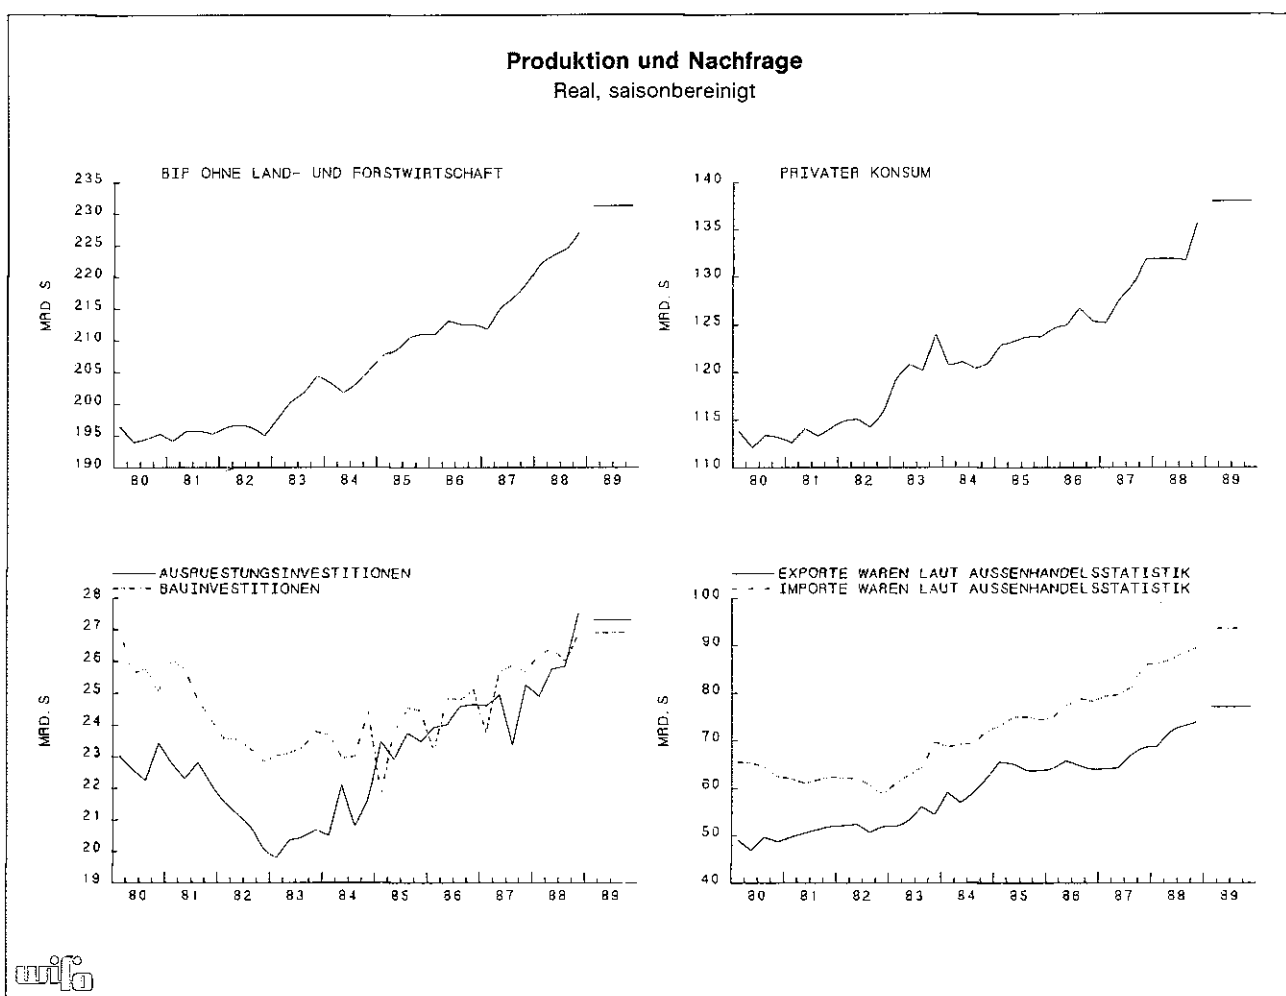 Produktion und Nachfrage
Real, saisonbereinigt
BIP OHNE LAND- UND FORSTWIRTSCHAFT
235
230
225
220
215
210
205
200
195
190
MRD S
80 81 82 83 84 85 86 87 88 89
PRIVATER KONSUM
140
135
130
125
120
115
110
MRD. S
80 81 82 83 84 85 86 87 88 89
AUSRUESTUNGSINVESTITIONEN
BAUINVESTITIONEN
28
27
26
25
24
23
22
21
20
19
MRD. S
80 81 82 83 84 85 86 87 88 89
EXPORTE WAREN LAUT AUSSENHANDELSSTATISTIK
IMPORTE WAREN LAUT AUSSENHANDELSSTATISTIK
100
90
80
70
60
50
40
MRD. S
80 81 82 83 84 85 86 87 88 89
wifo